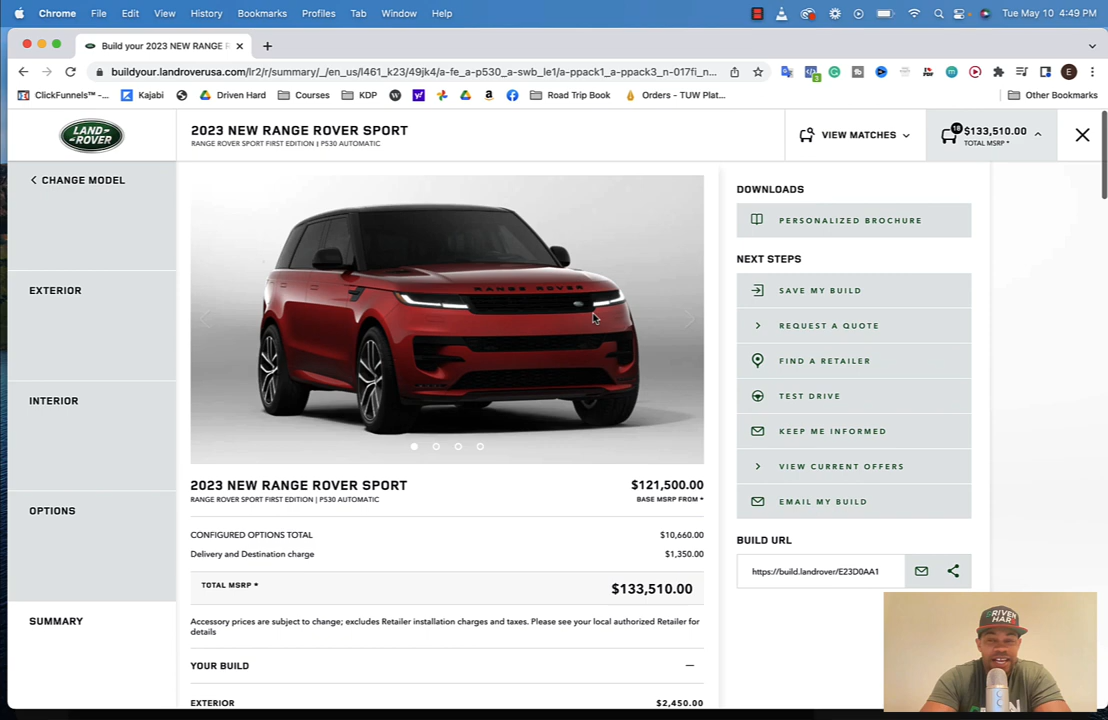 Chrome File Edit View History Bookmarks Profiles Tab Window Help Tue May 10 4:49 PM
Build your 2023 NEW RANGE R
buildyour.landroverusa.com/lr2/r/summary/_/en_us/l461_k23/49jk4/a-fe_a-p530_a-swb_le1/a-ppack1_a-ppack3_n-017fi_n... E
ClickFunnels™ -... Kajabi Driven Hard Courses KDP Road Trip Book Orders - TUW Plat... Other Bookmarks
LAND-
ROVER
2023 NEW RANGE ROVER SPORT
RANGE ROVER SPORT FIRST EDITION | P530 AUTOMATIC
VIEW MATCHES
18
$133,510.00
TOTAL MSRP *
CHANGE MODEL
EXTERIOR
INTERIOR
OPTIONS
SUMMARY
RANGE ROVER
2023 NEW RANGE ROVER SPORT $121,500.00
RANGE ROVER SPORT FIRST EDITION | P530 AUTOMATIC BASE MSRP FROM *
CONFIGURED OPTIONS TOTAL $10,660.00
Delivery and Destination charge $1,350.00
TOTAL MSRP * $133,510.00
Accessory prices are subject to change; excludes Retailer installation charges and taxes. Please see your local authorized Retailer for
details
YOUR BUILD
EXTERIOR $2,450.00
DOWNLOADS
PERSONALIZED BROCHURE
NEXT STEPS
SAVE MY BUILD
REQUEST A QUOTE
FIND A RETAILER
TEST DRIVE
KEEP ME INFORMED
VIEW CURRENT OFFERS
EMAIL MY BUILD
BUILD URL
https://build.landrover/E23D0AA1